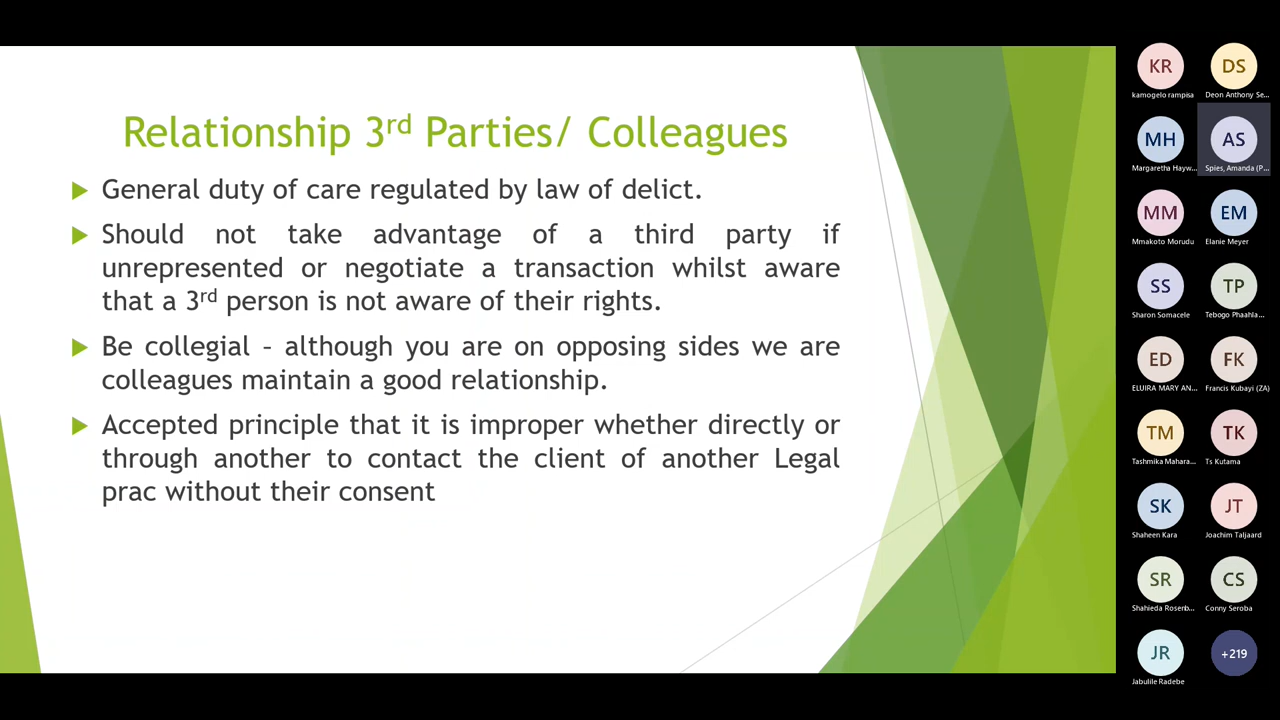 Relationship 3rd Parties/ Colleagues
General duty of care regulated by law of delict.
Should not take advantage of a third party if
unrepresented or negotiate a transaction whilst aware
that a 3rd person is not aware of their rights.
Be collegial – although you are on opposing sides we are
colleagues maintain a good relationship.
Accepted principle that it is improper whether directly or
through another to contact the client of another Legal
prac without their consent
KR
DS
kamogelo rampisa
Deon Anthony Se...
MH
AS
Margaretha Hayw...
Spies, Amanda (P...
MM
EM
Mmakoto Morudu
Elanie Meyer
SS
TP
Sharon Somacele
Tebogo Phaahla...
ED
FK
ELUIRA MARY AN...
Francis Kubayi (ZA)
TM
TK
Tashmika Mahara...
Ts Kutama
SK
JT
Shaheen Kara
Joachim Taljaard
SR
CS
Shahieda Rosenb...
Conny Seroba
JR
+219
Jabulile Radebe